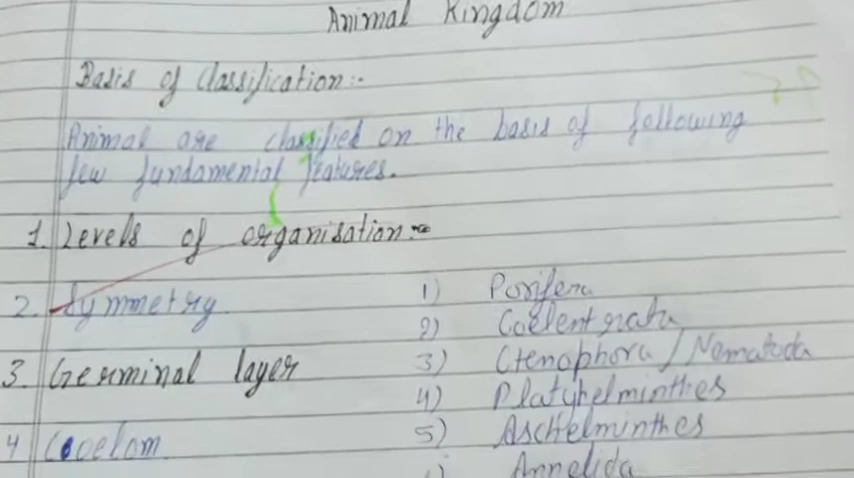 Animal Kingdom
Basis of classification:-
Animal are classified on the basis of following
few fundamental features.
1. Levels of organisation:-
2. Symmetry
1) Porifera
2) Coelentrata
3. Germinal layer
3) Ctenophora / Nematoda
4) Platyhelminthes
4 Coelom
5) Aschelminthes
Annelida